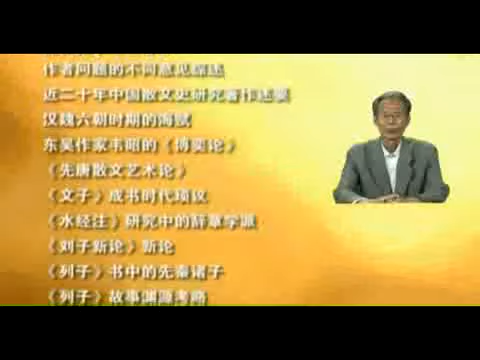 作者问题的不同意见综述
近二十年中国散文史研究著作述要
汉魏六朝时期的海赋
东吴作家韦昭的《博奕论》
《先唐散文艺术论》
《文子》成书时代琐议
《水经注》研究中的辞章学派
《刘子新论》新论
《列子》书中的先秦诸子
《列子》故事渊源考略